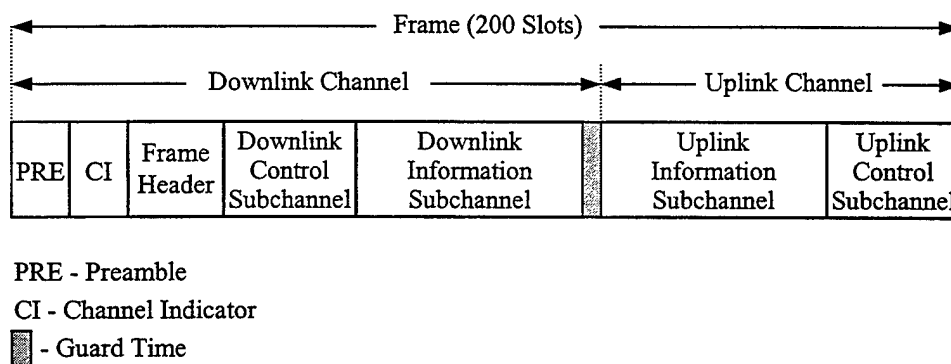 Frame (200 Slots)
Downlink Channel
Uplink Channel
PRE
CI
Frame
Header
Downlink
Control
Subchannel
Downlink
Information
Subchannel
Uplink
Information
Subchannel
Uplink
Control
Subchannel
PRE - Preamble
CI - Channel Indicator
- Guard Time